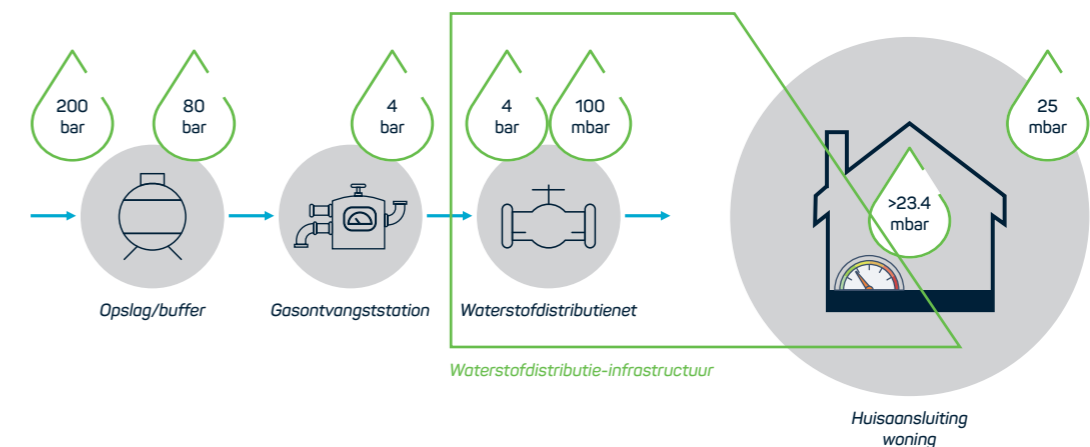 200
bar
80
bar
4
bar
4
bar
100
mbar
25
mbar
>23.4
mbar
Opslag/buffer
Gasontvangststation
Waterstofdistributienet
Waterstofdistributie-infrastructuur
Huisaansluiting
woning